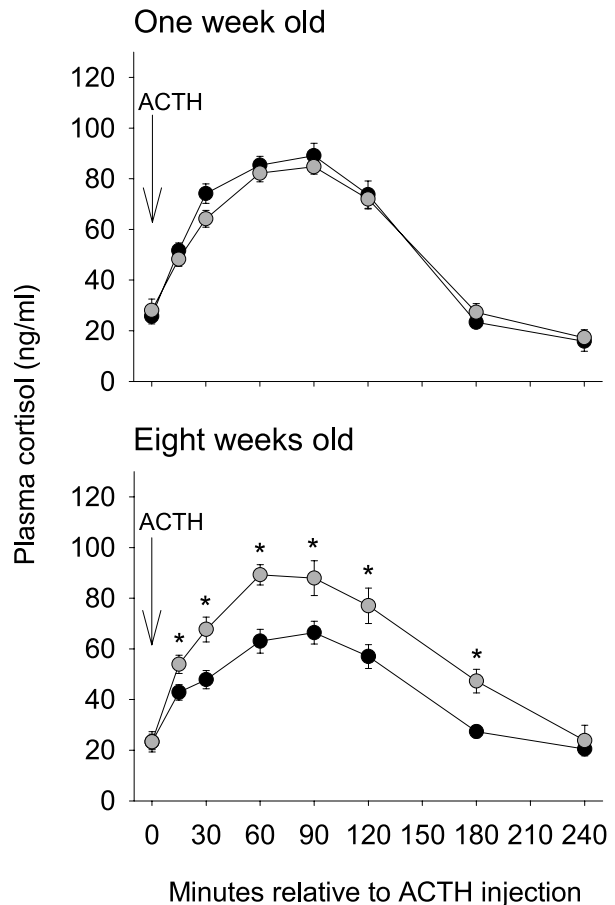 One week old
120
ACTH
100
80
60
40
20
0
Plasma cortisol (ng/ml)
Eight weeks old
120
ACTH
100
* * * * * *
80
60
40
20
0
0 30 60 90 120 180 210 240
Minutes relative to ACTH injection